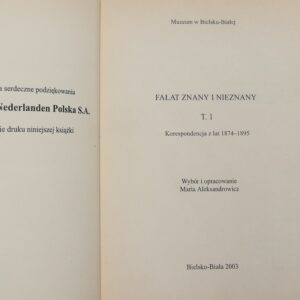 serdeczne podziękowania
Nederlanden Polska S.A.
ie druku niniejszej książki
Muzeum w Bielsku-Białej
FAŁAT ZNANY I NIEZNANY
T. 1
Korespondencja z lat 1874–1895
Wybór i opracowanie
Maria Aleksandrowicz
Bielsko-Biała 2003